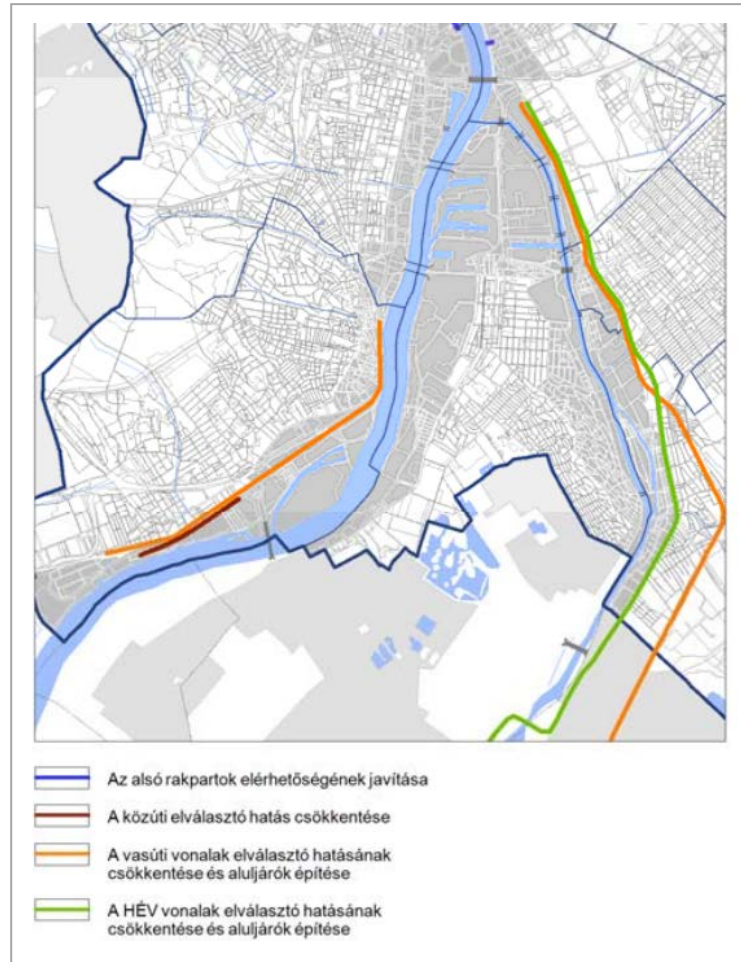 Az alsó rakpartok elérhetőségének javítása
A közúti elválasztó hatás csökkentése
A vasúti vonalak elválasztó hatásának
csökkentése és aluljárók építése
A HÉV vonalak elválasztó hatásának
csökkentése és aluljárók építése